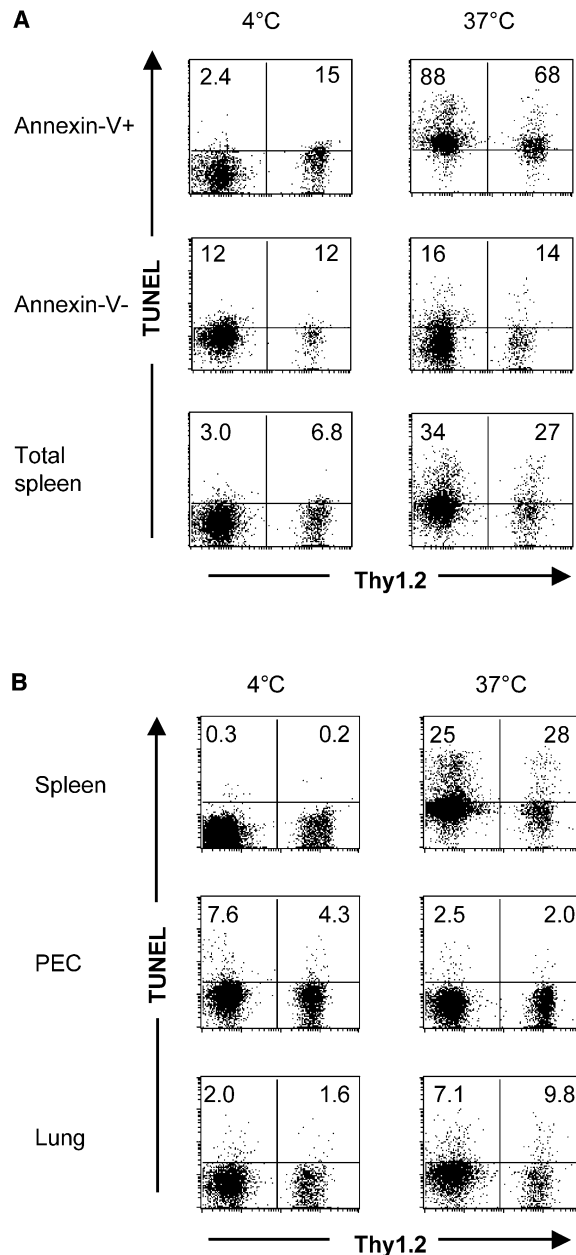 A
4°C 37°C
Annexin-V+
2.4 15 88 68
Annexin-V-
12 12 16 14
TUNEL
Total
spleen
3.0 6.8 34 27
Thy1.2
B
4°C 37°C
Spleen
0.3 0.2 25 28
PEC
7.6 4.3 2.5 2.0
TUNEL
Lung
2.0 1.6 7.1 9.8
Thy1.2